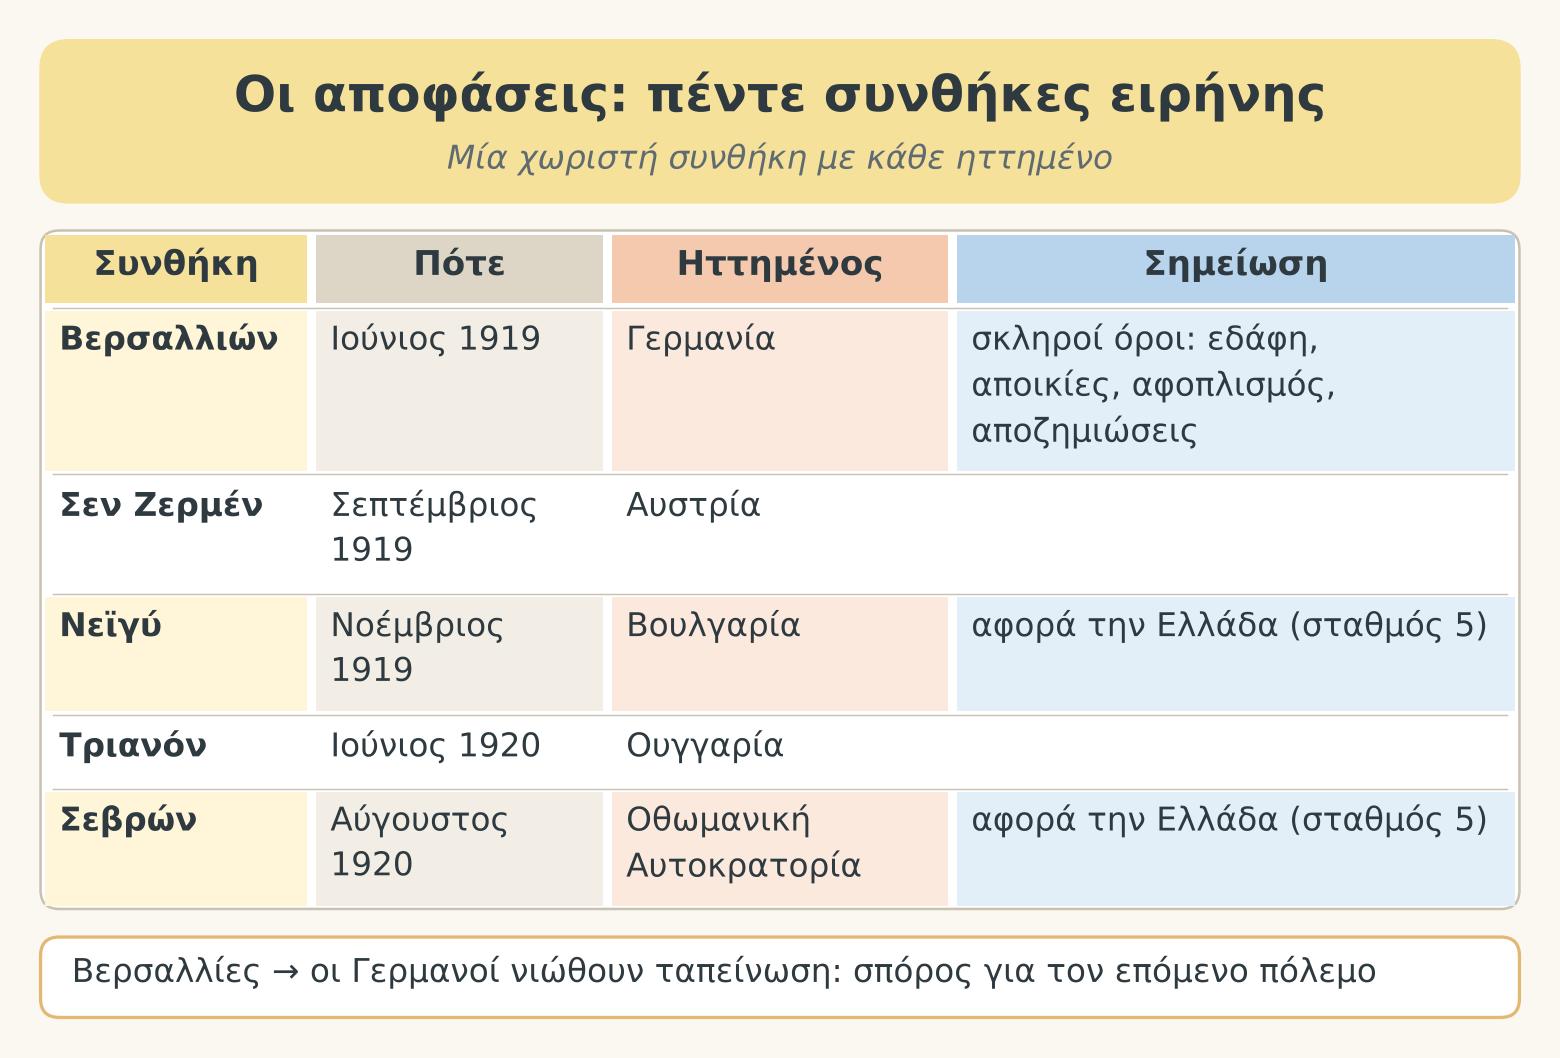 Οι αποφάσεις: πέντε συνθήκες ειρήνης
Μία χωριστή συνθήκη με κάθε ηττημένο
Συνθήκη Πότε Ηττημένος Σημείωση
Βερσαλλιών Ιούνιος 1919 Γερμανία σκληροί όροι: εδάφη,
αποικίες, αφοπλισμός,
αποζημιώσεις
Σεν Ζερμέν Σεπτέμβριος Αυστρία
1919
Νεϊγύ Νοέμβριος Βουλγαρία αφορά την Ελλάδα (σταθμός 5)
1919
Τριανόν Ιούνιος 1920 Ουγγαρία
Σεβρών Αύγουστος Οθωμανική αφορά την Ελλάδα (σταθμός 5)
1920 Αυτοκρατορία
Βερσαλλίες → οι Γερμανοί νιώθουν ταπείνωση: σπόρος για τον επόμενο πόλεμο